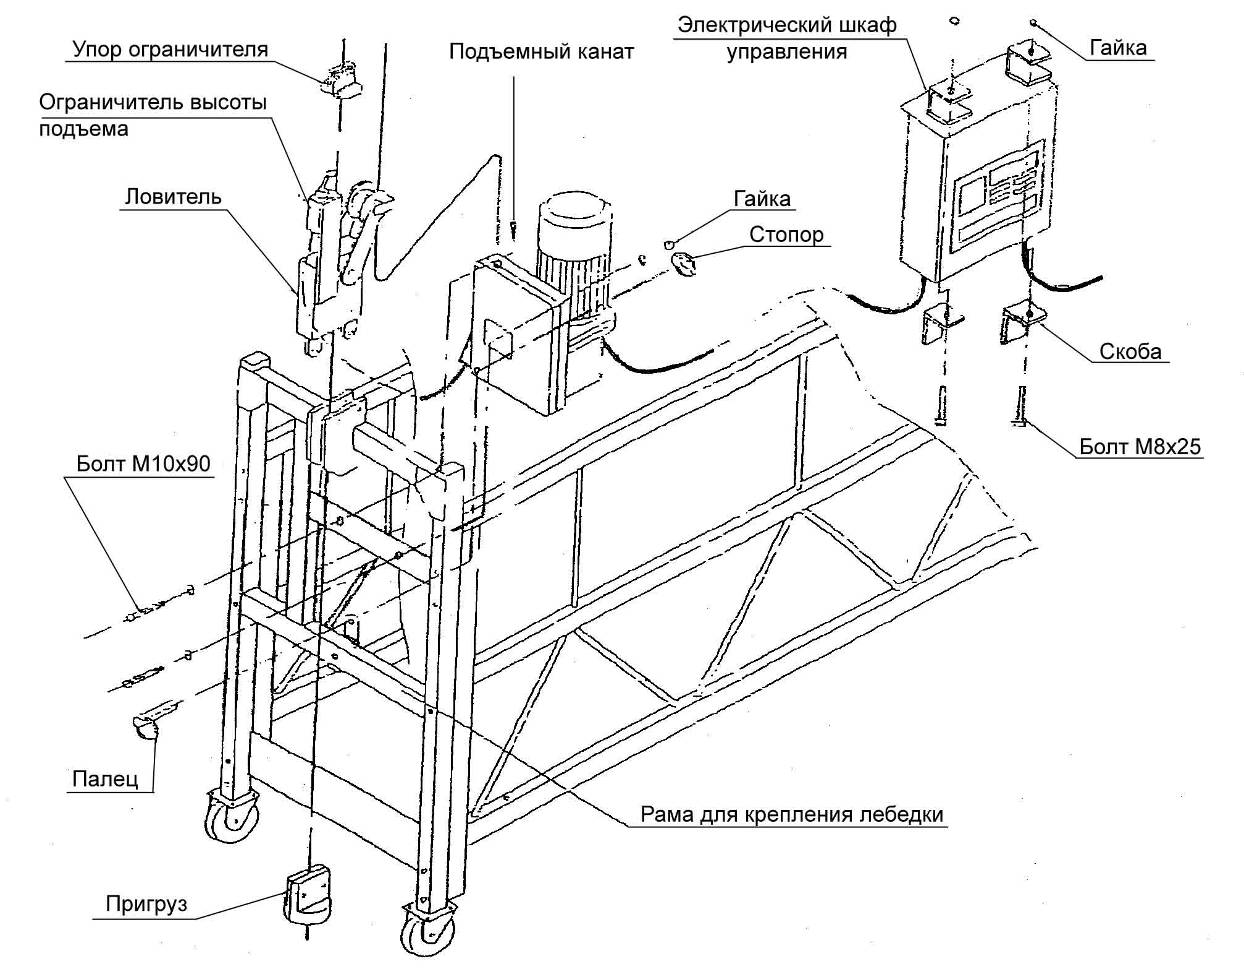 Упор ограничителя
Подъемный канат
Электрический шкаф
управления
Гайка
Ограничитель высоты
подъема
Ловитель
Гайка
Стопор
Скоба
Болт М10х90
Болт М8х25
Палец
Рама для крепления лебедки
Пригруз